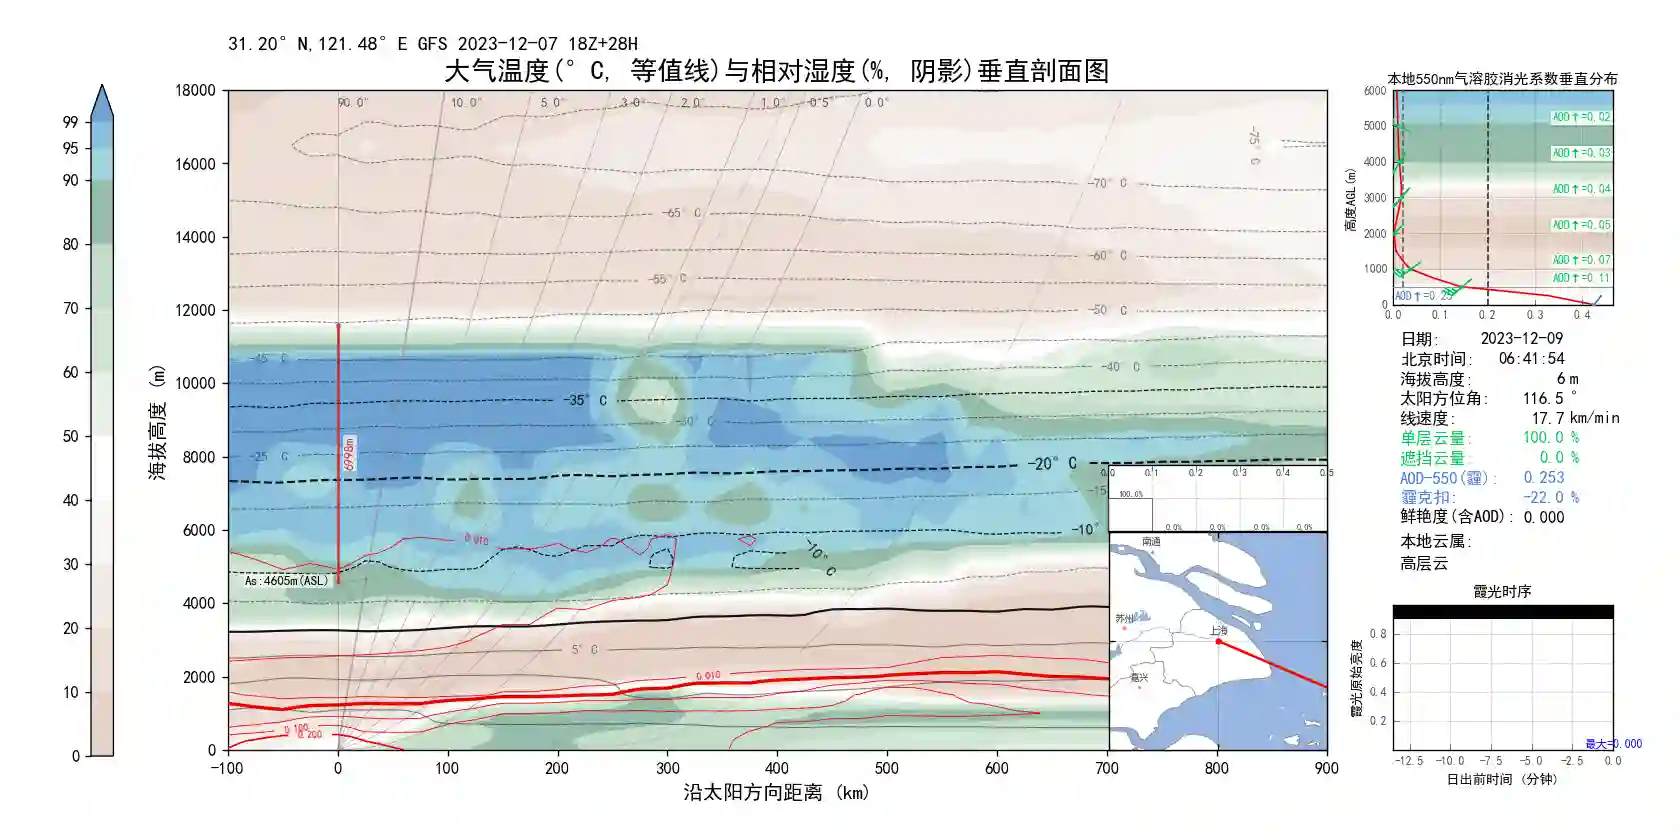 31.20° N,121.48° E GFS 2023-12-07 18Z+28H
大气温度(° C, 等值线)与相对湿度(%, 阴影)垂直剖面图
99
95
90
80
70
60
50
40
30
20
10
0
海拔高度 (m)
18000
16000
14000
12000
10000
8000
6000
4000
2000
0
90.0°
10.0°
5.0°
3.0°
2.0°
1.0°
0.5°
0.0°
-75° C
-70° C
-65° C
-60° C
-55° C
-50° C
-45° C
-40° C
-35° C
-30° C
-25° C
-20° C
-15
-10°
-10° C
5° C
6998m
As:4605m(ASL)
0.010
0.010
0.100
0.200
-100
0
100
200
300
400
500
600
700
800
900
沿太阳方向距离 (km)
0.0
0.1
0.2
0.3
0.4
0.5
100.0%
0.0%
0.0%
0.0%
0.0%
南通
苏州
上海
嘉兴
本地550nm气溶胶消光系数垂直分布
高度AGL(m)
6000
5000
4000
3000
2000
1000
0
AOD↑=0.02
AOD↑=0.03
AOD↑=0.04
AOD↑=0.05
AOD↑=0.07
AOD↑=0.11
AOD↑=0.25
0.0
0.1
0.2
0.3
0.4
日期: 2023-12-09
北京时间: 06:41:54
海拔高度: 6 m
太阳方位角: 116.5 °
线速度: 17.7 km/min
单层云量: 100.0 %
遮挡云量: 0.0 %
AOD-550(霾): 0.253
霾克扣: -22.0 %
鲜艳度(含AOD): 0.000
本地云属:
高层云
霞光时序
霞光原始亮度
0.8
0.6
0.4
0.2
最大=0.000
-12.5
-10.0
-7.5
-5.0
-2.5
0.0
日出前时间 (分钟)